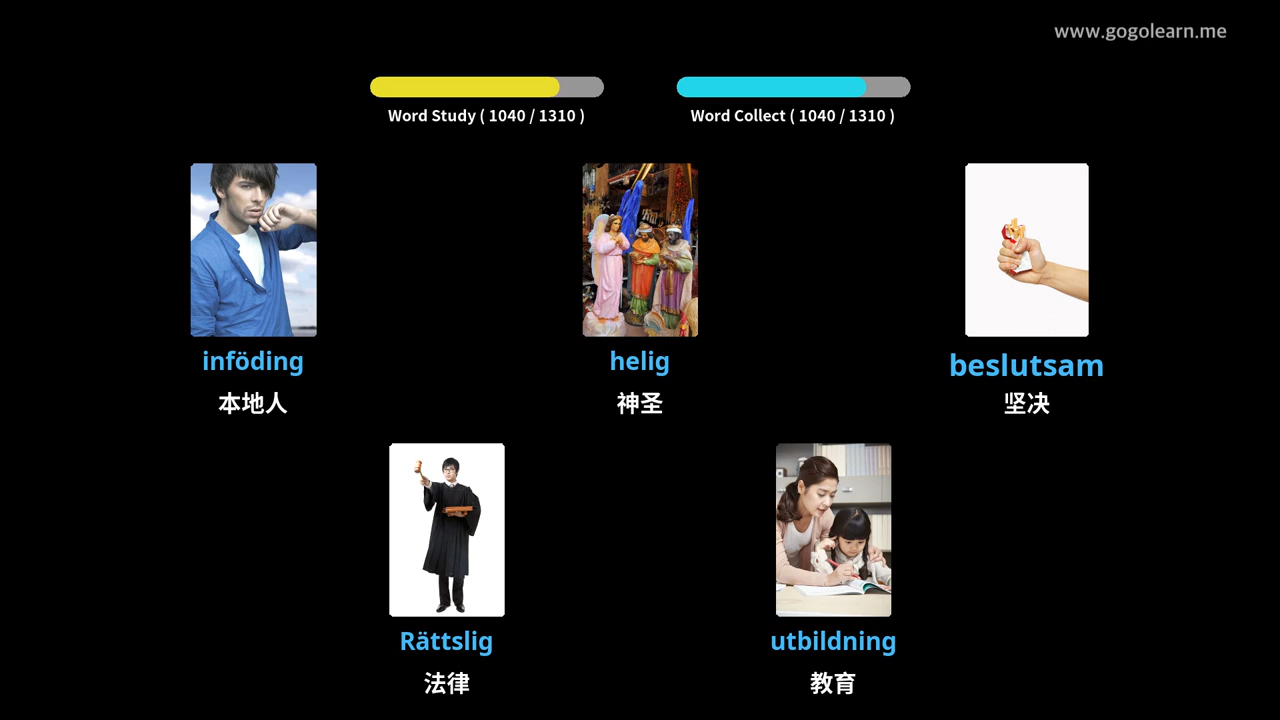 www.gogolearn.me
Word Study ( 1040 / 1310 )
Word Collect ( 1040 / 1310 )
inföding
本地人
helig
神圣
beslutsam
坚决
Rättslig
法律
utbildning
教育